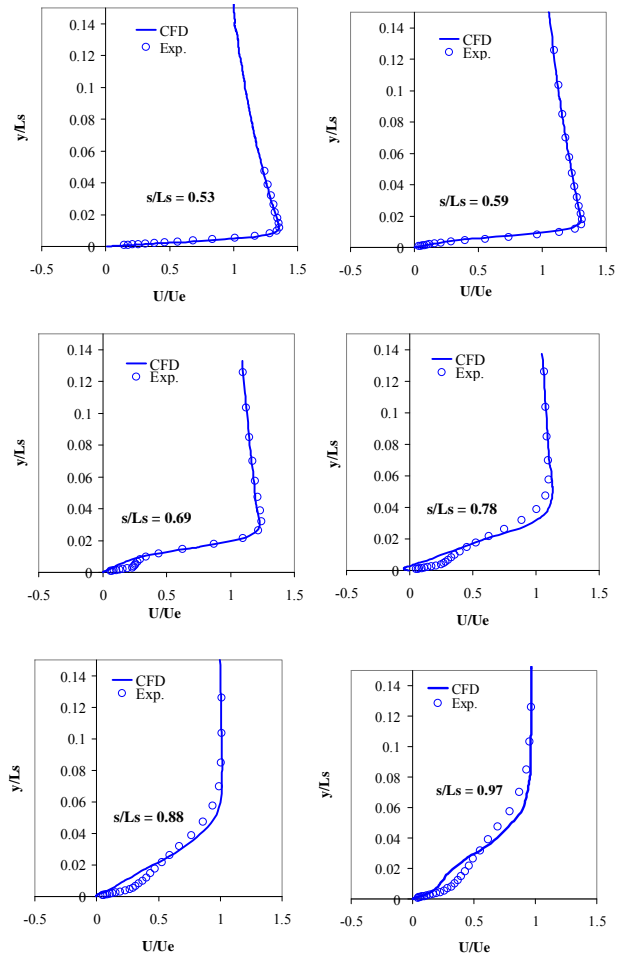 0.14
0.12
0.1
0.08
0.06
0.04
0.02
0
-0.5
0
0.5
1
1.5
y/Ls
U/Ue
CFD
Exp.
s/Ls = 0.53
0.14
0.12
0.1
0.08
0.06
0.04
0.02
0
-0.5
0
0.5
1
1.5
y/Ls
U/Ue
CFD
Exp.
s/Ls = 0.59
0.14
0.12
0.1
0.08
0.06
0.04
0.02
0
-0.5
0
0.5
1
1.5
y/Ls
U/Ue
CFD
Exp.
s/Ls = 0.69
0.14
0.12
0.1
0.08
0.06
0.04
0.02
0
-0.5
0
0.5
1
1.5
y/Ls
U/Ue
CFD
Exp.
s/Ls = 0.78
0.14
0.12
0.1
0.08
0.06
0.04
0.02
0
-0.5
0
0.5
1
1.5
y/Ls
U/Ue
CFD
Exp.
s/Ls = 0.88
0.14
0.12
0.1
0.08
0.06
0.04
0.02
0
-0.5
0
0.5
1
1.5
y/Ls
U/Ue
CFD
Exp.
s/Ls = 0.97